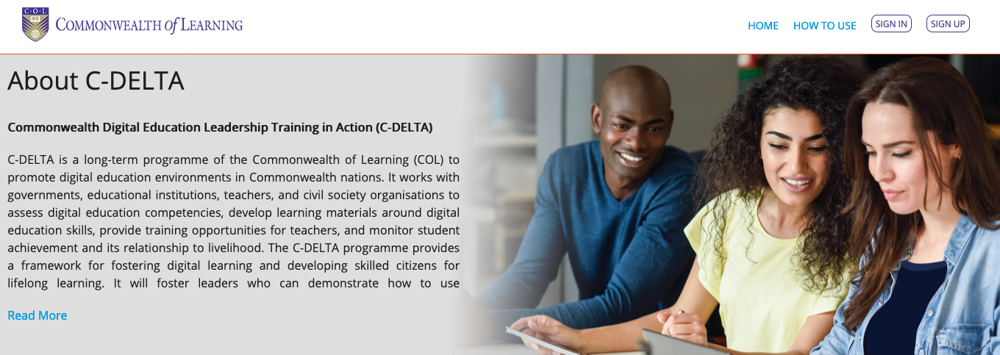 C·O·L
COMMONWEALTH of LEARNING
HOME
HOW TO USE
SIGN IN
SIGN UP
About C-DELTA
Commonwealth Digital Education Leadership Training in Action (C-DELTA)
C-DELTA is a long-term programme of the Commonwealth of Learning (COL) to
promote digital education environments in Commonwealth nations. It works with
governments, educational institutions, teachers, and civil society organisations to
assess digital education competencies, develop learning materials around digital
education skills, provide training opportunities for teachers, and monitor student
achievement and its relationship to livelihood. The C-DELTA programme provides
a framework for fostering digital learning and developing skilled citizens for
lifelong learning. It will foster leaders who can demonstrate how to use
Read More